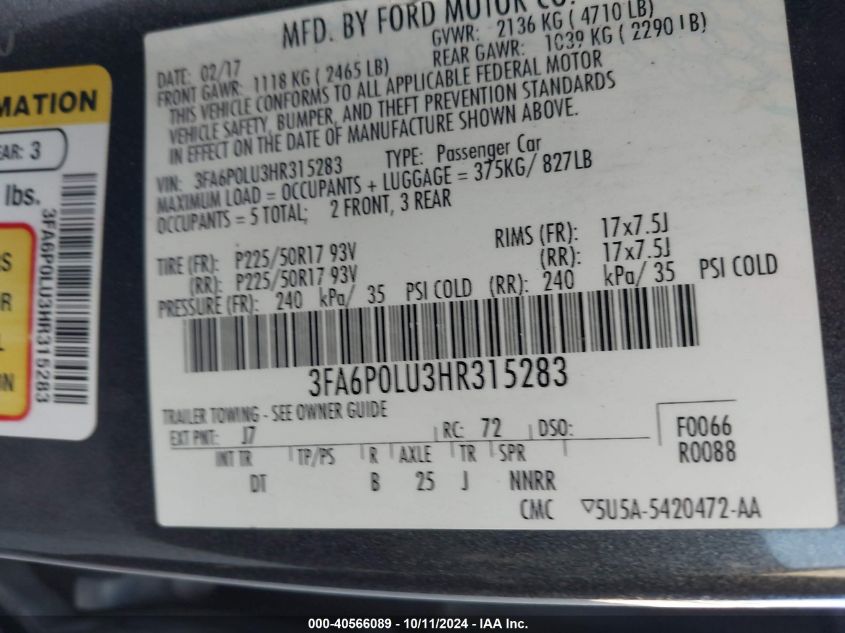 MATION
EAR: 3
lbs.
3FA6P0LU3HR315283
MFD. BY FORD MOTOR CO.
DATE: 02/17
GVWR: 2136 KG ( 4710 LB)
FRONT GAWR: 1118 KG ( 2465 LB)
REAR GAWR: 1039 KG ( 2290 LB)
THIS VEHICLE CONFORMS TO ALL APPLICABLE FEDERAL MOTOR
VEHICLE SAFETY, BUMPER, AND THEFT PREVENTION STANDARDS
IN EFFECT ON THE DATE OF MANUFACTURE SHOWN ABOVE.
VIN: 3FA6P0LU3HR315283 TYPE: Passenger Car
MAXIMUM LOAD = OCCUPANTS + LUGGAGE = 375KG/ 827LB
OCCUPANTS = 5 TOTAL; 2 FRONT, 3 REAR
TIRE (FR): P225/50R17 93V RIMS (FR): 17x7.5J
(RR): P225/50R17 93V (RR): 17x7.5J
PRESSURE (FR): 240 kPa/ 35 PSI COLD (RR): 240 kPa/ 35 PSI COLD
3FA6P0LU3HR315283
TRAILER TOWING - SEE OWNER GUIDE
EXT PNT: J7 RC: 72 DSO: F0066
INT TR TP/PS R AXLE TR SPR R0088
DT B 25 J NNRR
CMC ▽5U5A-5420472-AA
000-40566089 - 10/11/2024 - IAA Inc.